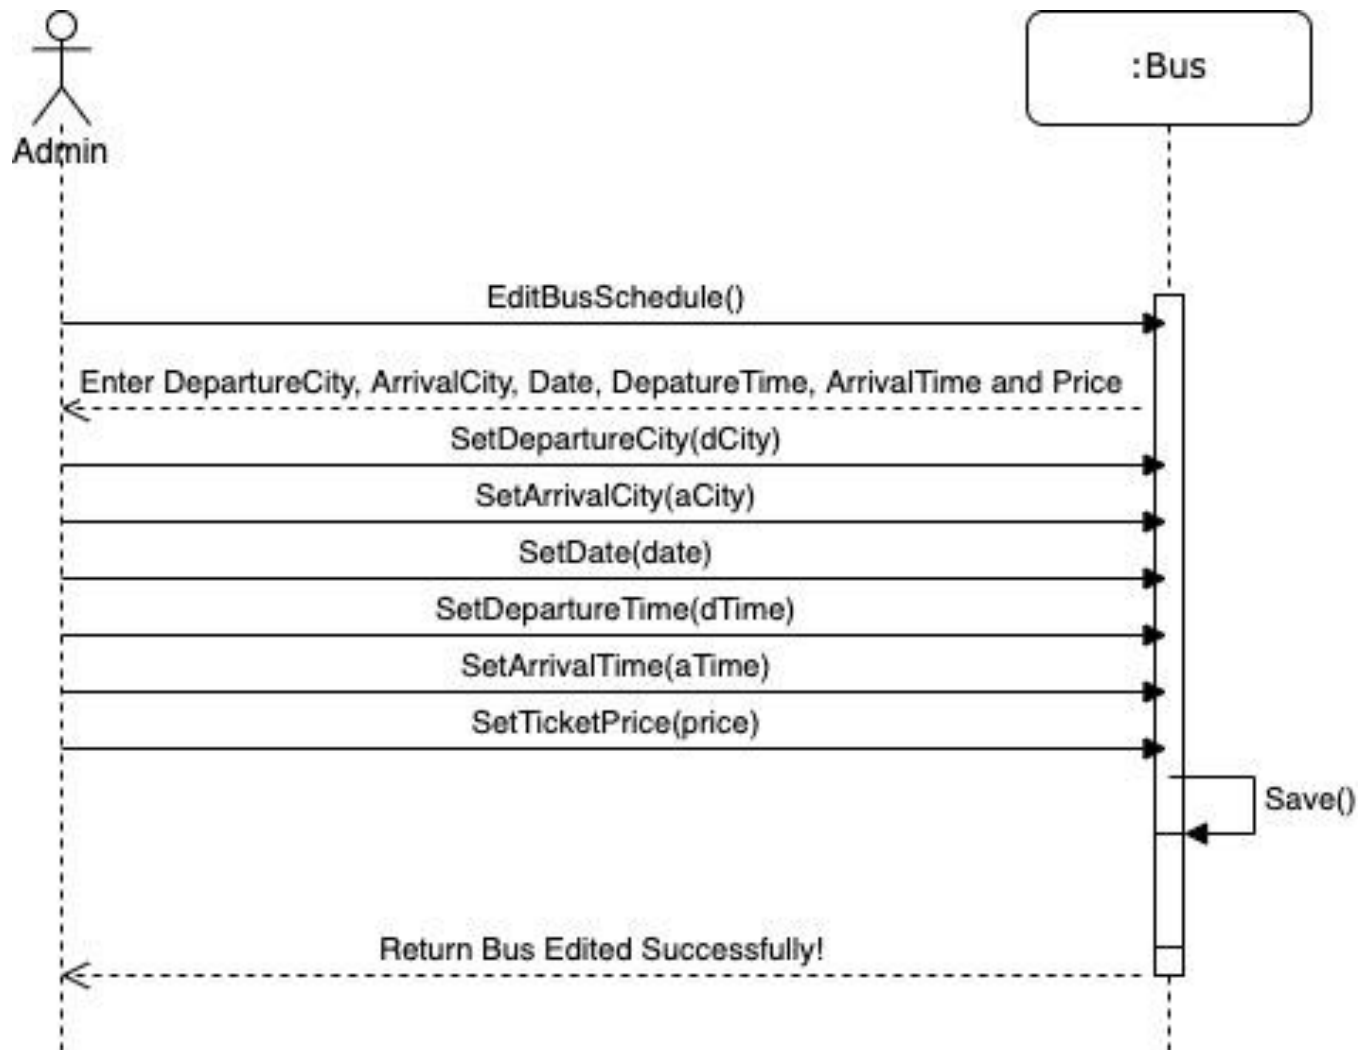 :Bus
Admin
EditBusSchedule()
Enter DepartureCity, ArrivalCity, Date, DepatureTime, ArrivalTime and Price
SetDepartureCity(dCity)
SetArrivalCity(aCity)
SetDate(date)
SetDepartureTime(dTime)
SetArrivalTime(aTime)
SetTicketPrice(price)
Save()
Return Bus Edited Successfully!